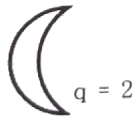 q = 2